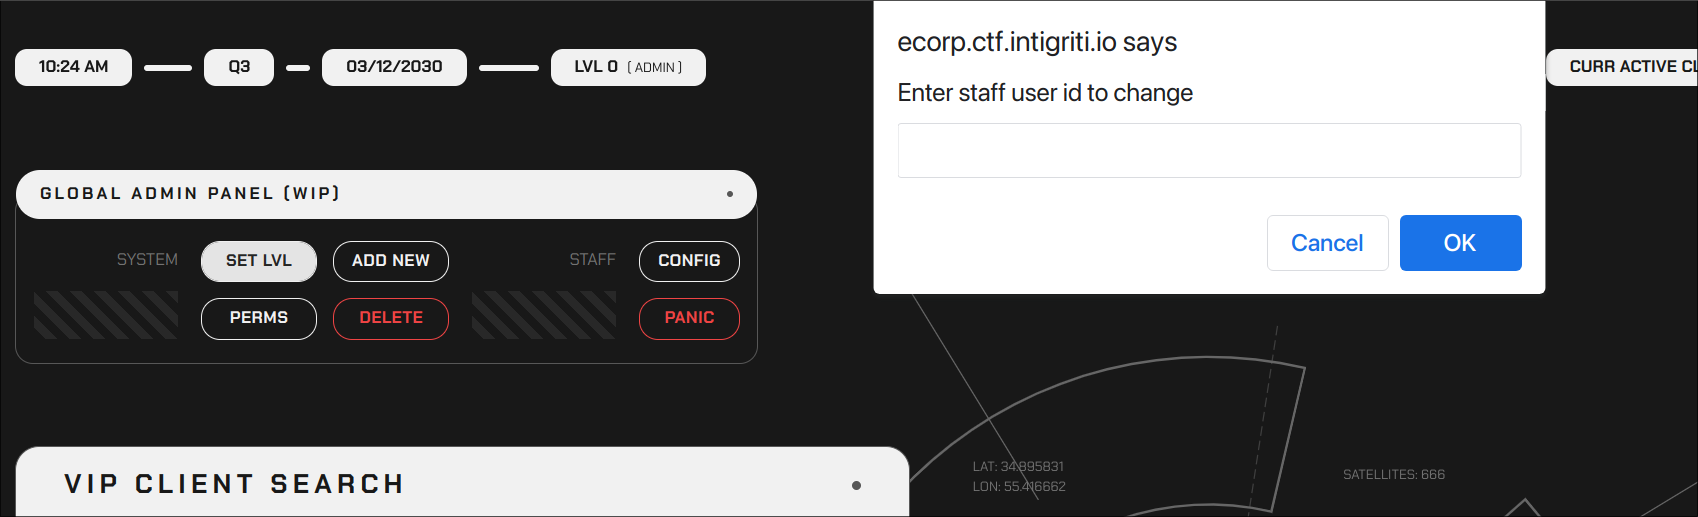 10:24 AM
Q3
03/12/2030
LVL 0 [ ADMIN ]
ecorp.ctf.intigriti.io says
Enter staff user id to change
Cancel
OK
CURR ACTIVE
GLOBAL ADMIN PANEL [WIP]
SYSTEM
SET LVL
ADD NEW
STAFF
CONFIG
PERMS
DELETE
PANIC
VIP CLIENT SEARCH
LAT: 34.895831
LON: 55.416662
SATELLITES: 666